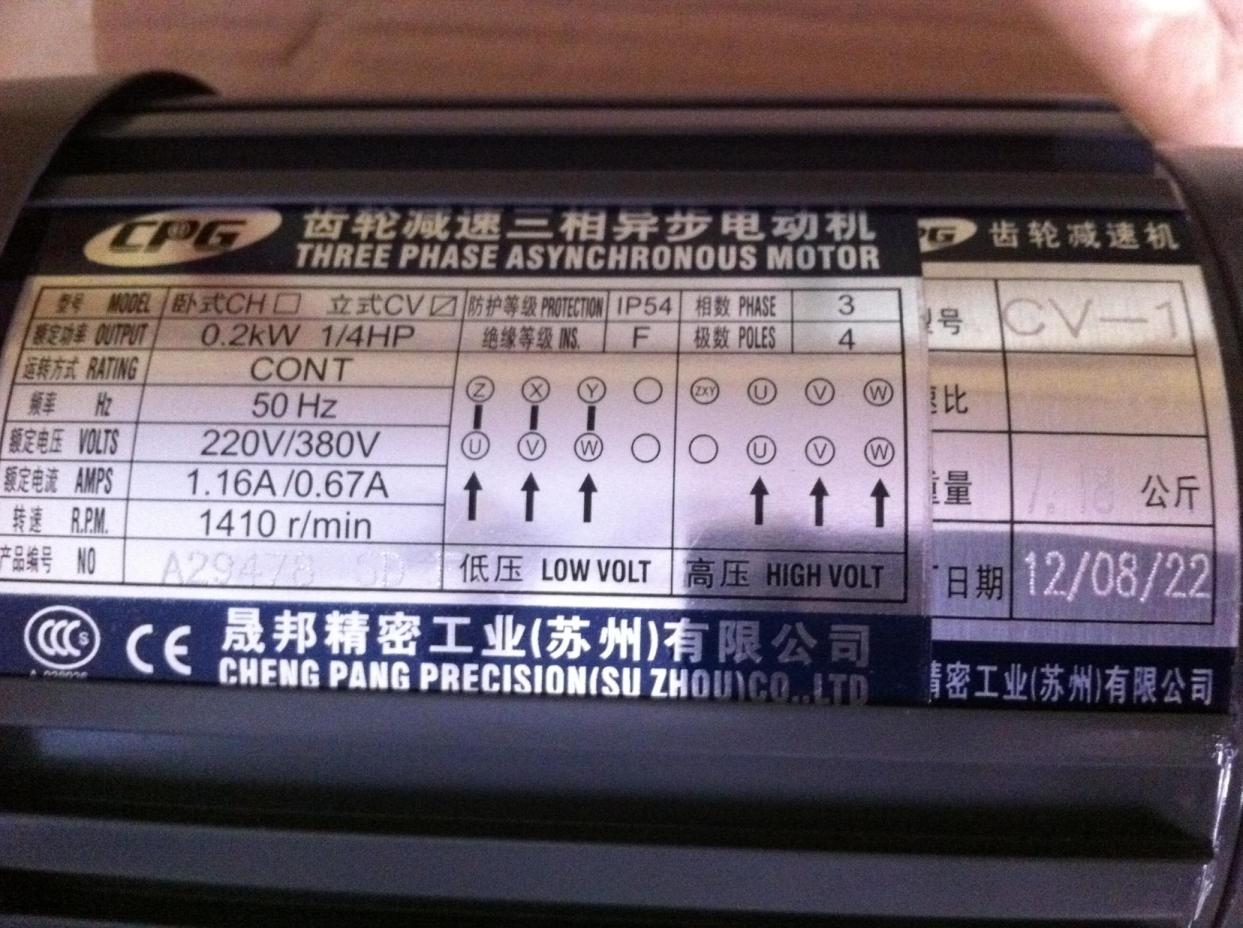 CPG 齿轮减速三相异步电动机
THREE PHASE ASYNCHRONOUS MOTOR
型号 MODEL 卧式CH □ 立式CV ☑ 防护等级 PROTECTION IP54 相数 PHASE 3
额定功率 OUTPUT 0.2kW 1/4HP 绝缘等级 INS. F 极数 POLES 4
运转方式 RATING CONT
频率 Hz 50 Hz
额定电压 VOLTS 220V/380V
额定电流 AMPS 1.16A/0.67A
转速 R.P.M. 1410 r/min
产品编号 NO A29478
Z X Y ZXY U V W
U V W U V W
低压 LOW VOLT 高压 HIGH VOLT
CCC S CE 晟邦精密工业(苏州)有限公司
CHENG PANG PRECISION(SU ZHOU)CO.,LTD
PG 齿轮减速机
号 CV-1
比
量 公斤
日期 12/08/22
精密工业(苏州)有限公司